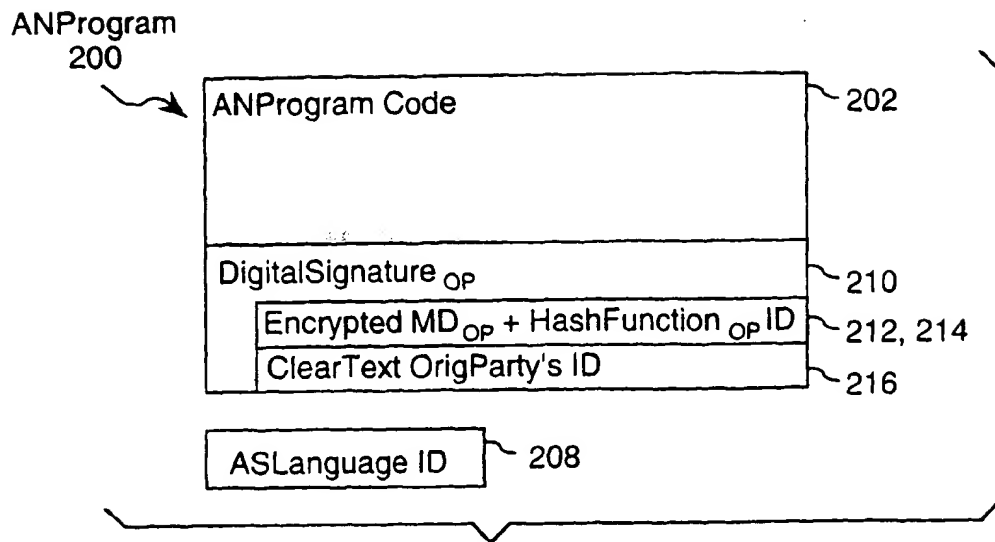 ANProgram
200
ANProgram Code
202
DigitalSignature OP
210
Encrypted MD OP + HashFunction OP ID
212, 214
ClearText OrigParty's ID
216
ASLanguage ID
208